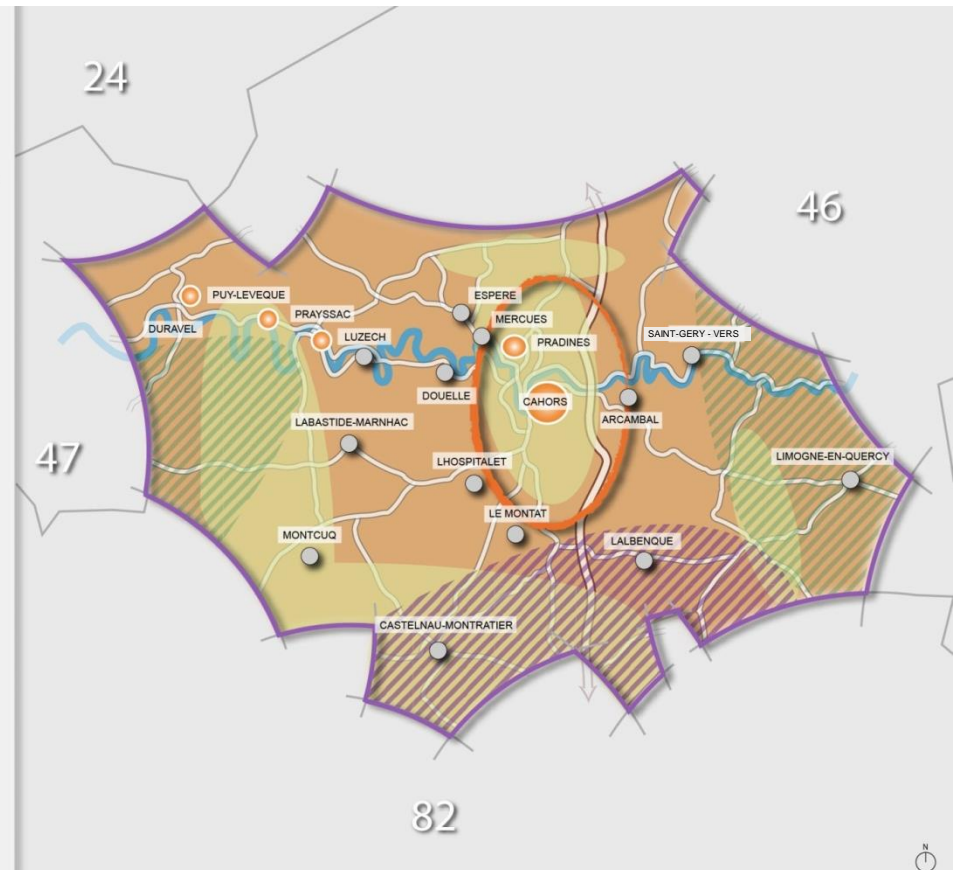 24
46
PUY-LEVEQUE
ESPERE
PRAYSSAC
MERCUES
DURAVEL
LUZECH
PRADINES
SAINT-GERY - VERS
DOUELLE
CAHORS
ARCAMBAL
LABASTIDE-MARNHAC
47
LHOSPITALET
LIMOGNE-EN-QUERCY
LE MONTAT
MONTCUQ
LALBENQUE
CASTELNAU-MONTRATIER
82
N